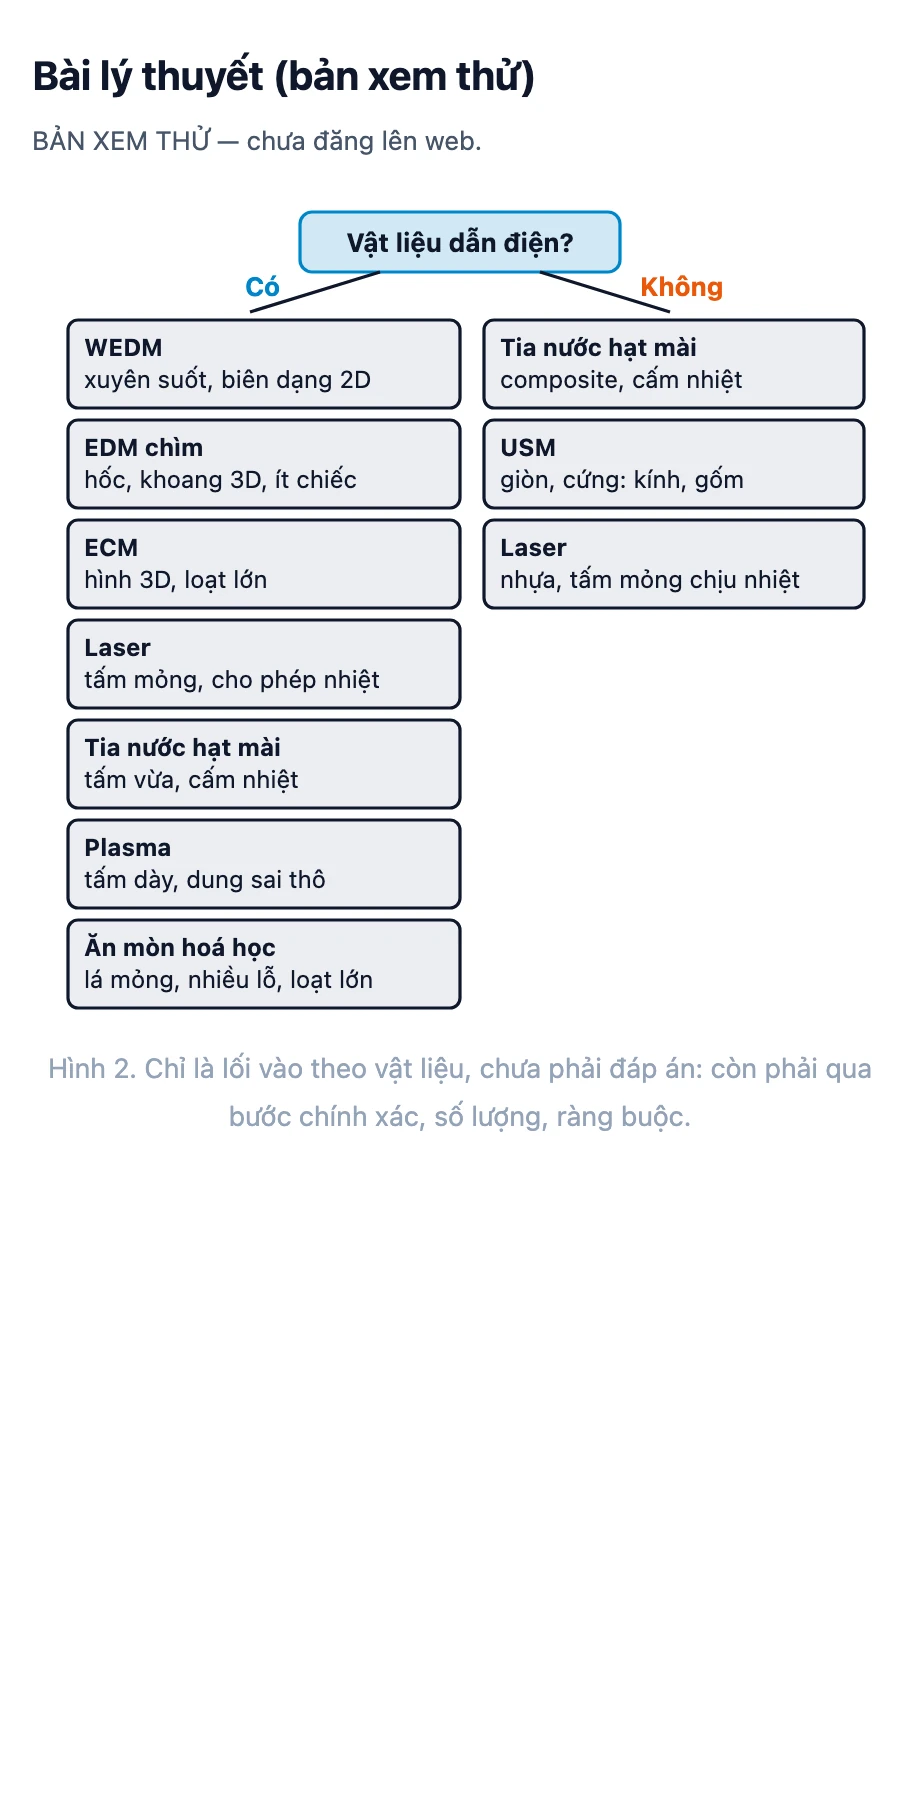 Bài lý thuyết (bản xem thử)
BẢN XEM THỬ — chưa đăng lên web.
Vật liệu dẫn điện?
Có
Không
WEDM
xuyên suốt, biên dạng 2D
EDM chìm
hốc, khoang 3D, ít chiếc
ECM
hình 3D, loạt lớn
Laser
tấm mỏng, cho phép nhiệt
Tia nước hạt mài
tấm vừa, cấm nhiệt
Plasma
tấm dày, dung sai thô
Ăn mòn hoá học
lá mỏng, nhiều lỗ, loạt lớn
Tia nước hạt mài
composite, cấm nhiệt
USM
giòn, cứng: kính, gốm
Laser
nhựa, tấm mỏng chịu nhiệt
Hình 2. Chỉ là lối vào theo vật liệu, chưa phải đáp án: còn phải qua
bước chính xác, số lượng, ràng buộc.